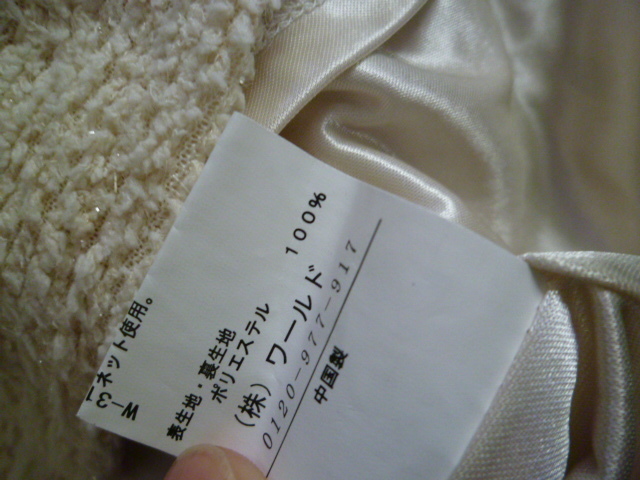 ネット使用。
表生地・裏生地
ポリエステル 100%
(株) ワールド
0120-977-917
中国製